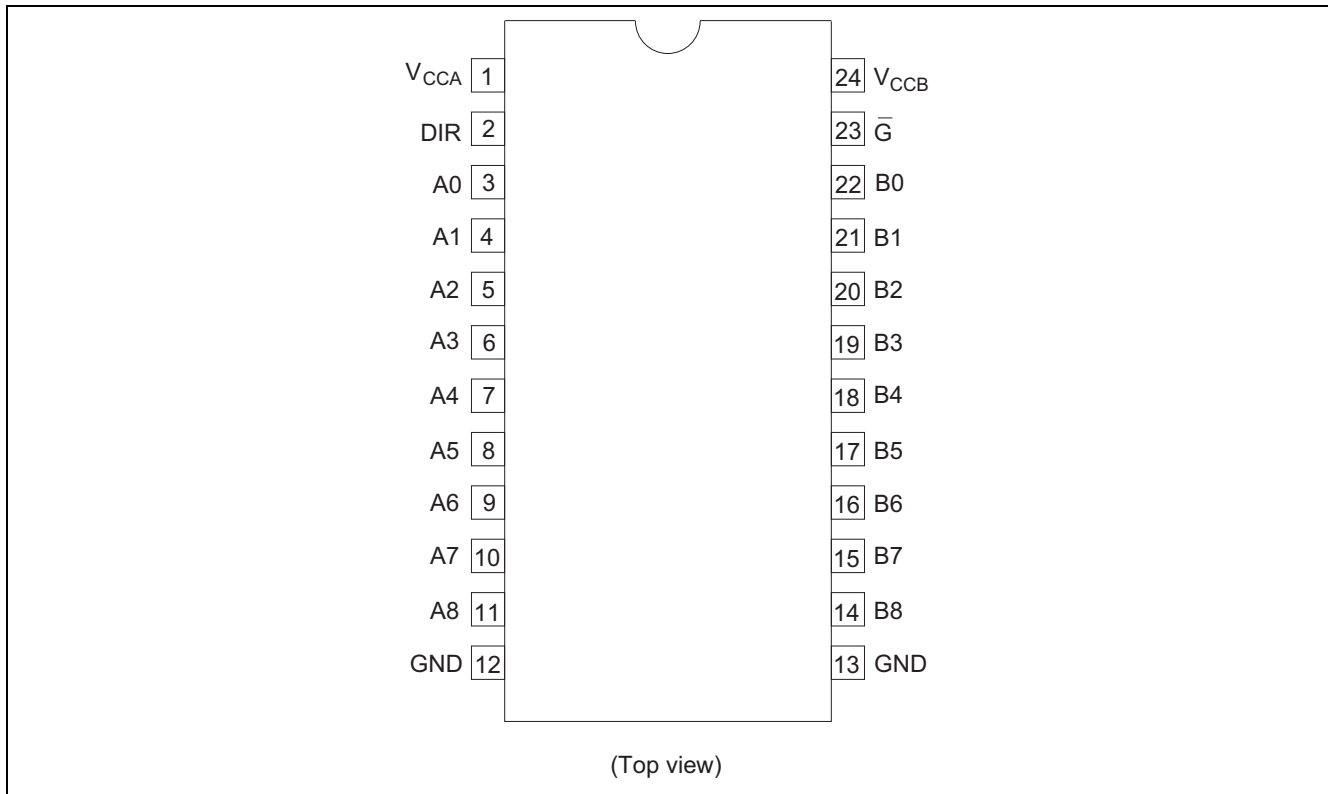 VCCA 1 24 VCCB
DIR 2 23 G̅
A0 3 22 B0
A1 4 21 B1
A2 5 20 B2
A3 6 19 B3
A4 7 18 B4
A5 8 17 B5
A6 9 16 B6
A7 10 15 B7
A8 11 14 B8
GND 12 13 GND
(Top view)